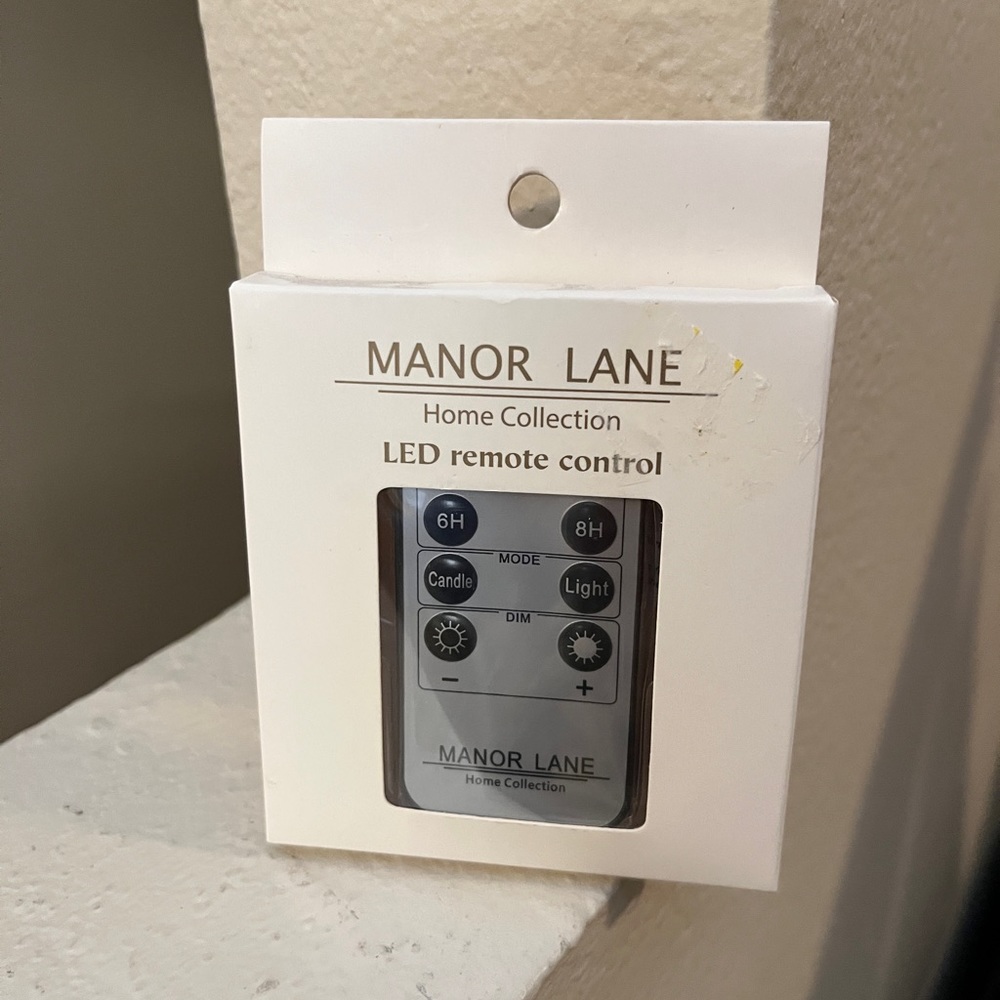 MANOR LANE
Home Collection
LED remote control
6H 8H
MODE
Candle Light
DIM
- +
MANOR LANE
Home Collection